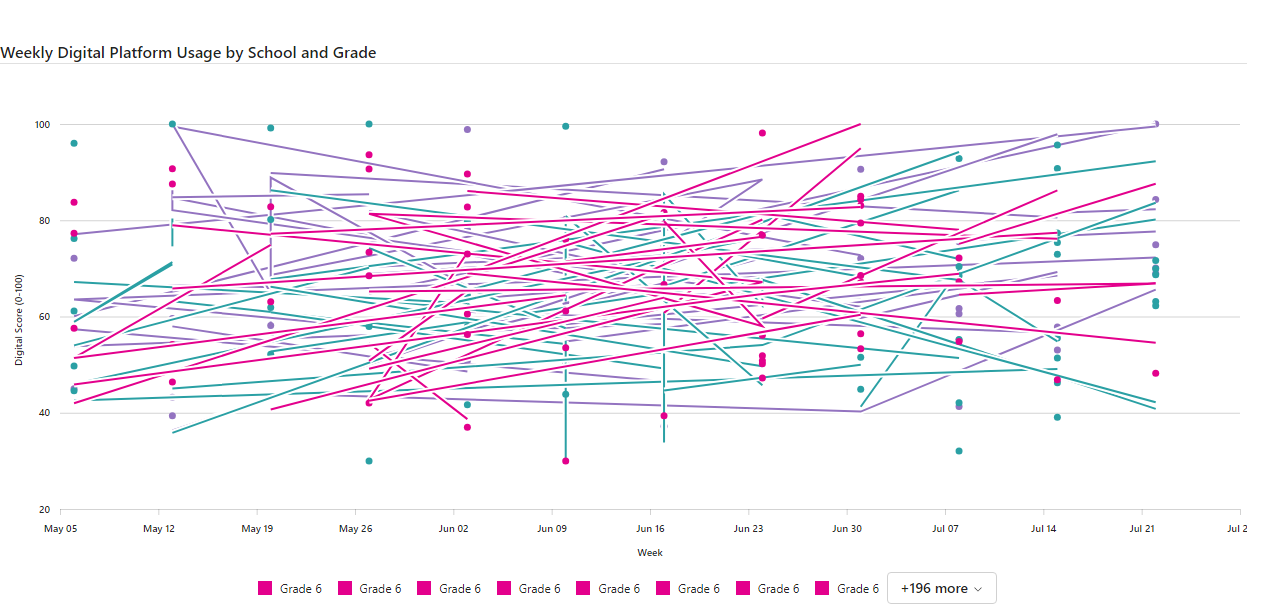 Weekly Digital Platform Usage by School and Grade
100
80
60
40
20
Digital Score (0-100)
May 05 May 12 May 19 May 26 Jun 02 Jun 09 Jun 16 Jun 23 Jun 30 Jul 07 Jul 14 Jul 21 Jul 2
Week
Grade 6 Grade 6 Grade 6 Grade 6 Grade 6 Grade 6 Grade 6 Grade 6 +196 more